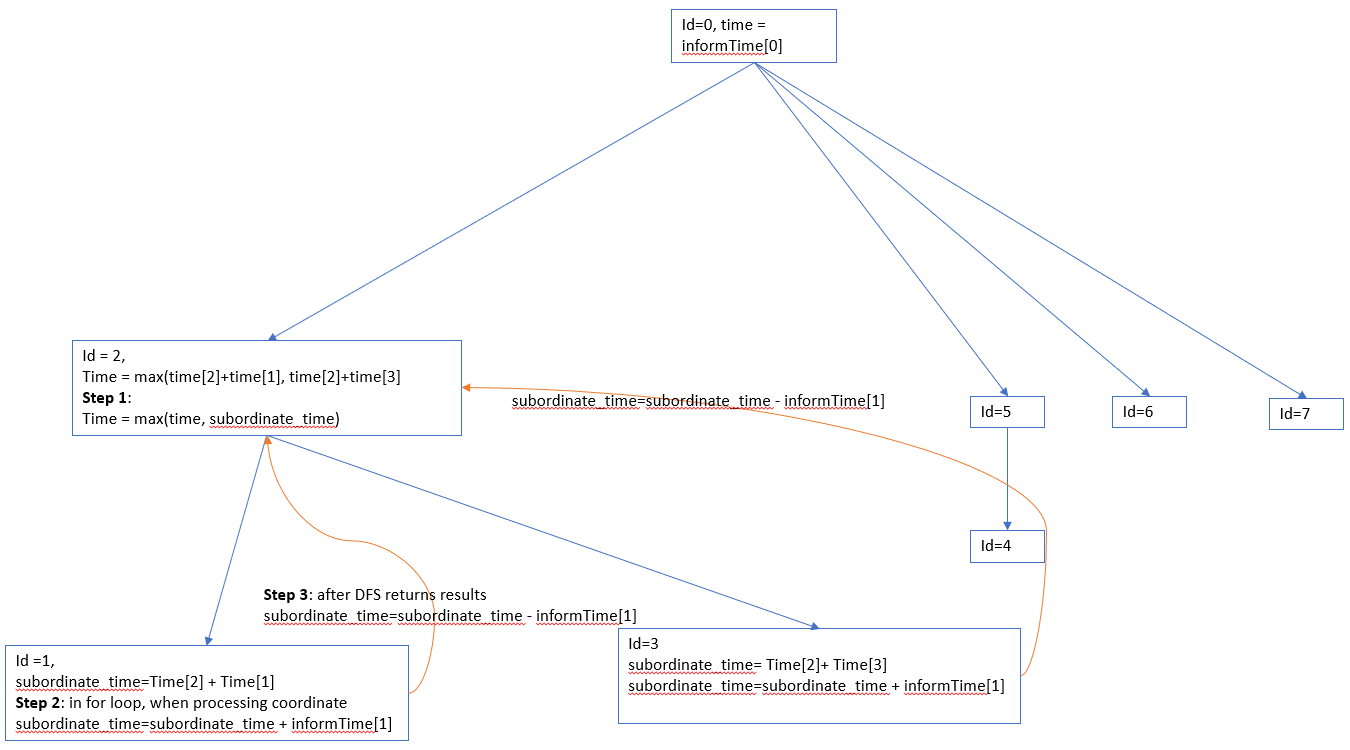 Id=0, time =
informTime[0]
Id = 2,
Time = max(time[2]+time[1], time[2]+time[3]
Step 1:
Time = max(time, subordinate_time)
subordinate_time=subordinate_time - informTime[1]
Id=5
Id=6
Id=7
Id=4
Step 3: after DFS returns results
subordinate_time=subordinate_time - informTime[1]
Id =1,
subordinate_time=Time[2] + Time[1]
Step 2: in for loop, when processing coordinate
subordinate_time=subordinate_time + informTime[1]
Id=3
subordinate_time= Time[2]+ Time[3]
subordinate_time=subordinate_time + informTime[1]